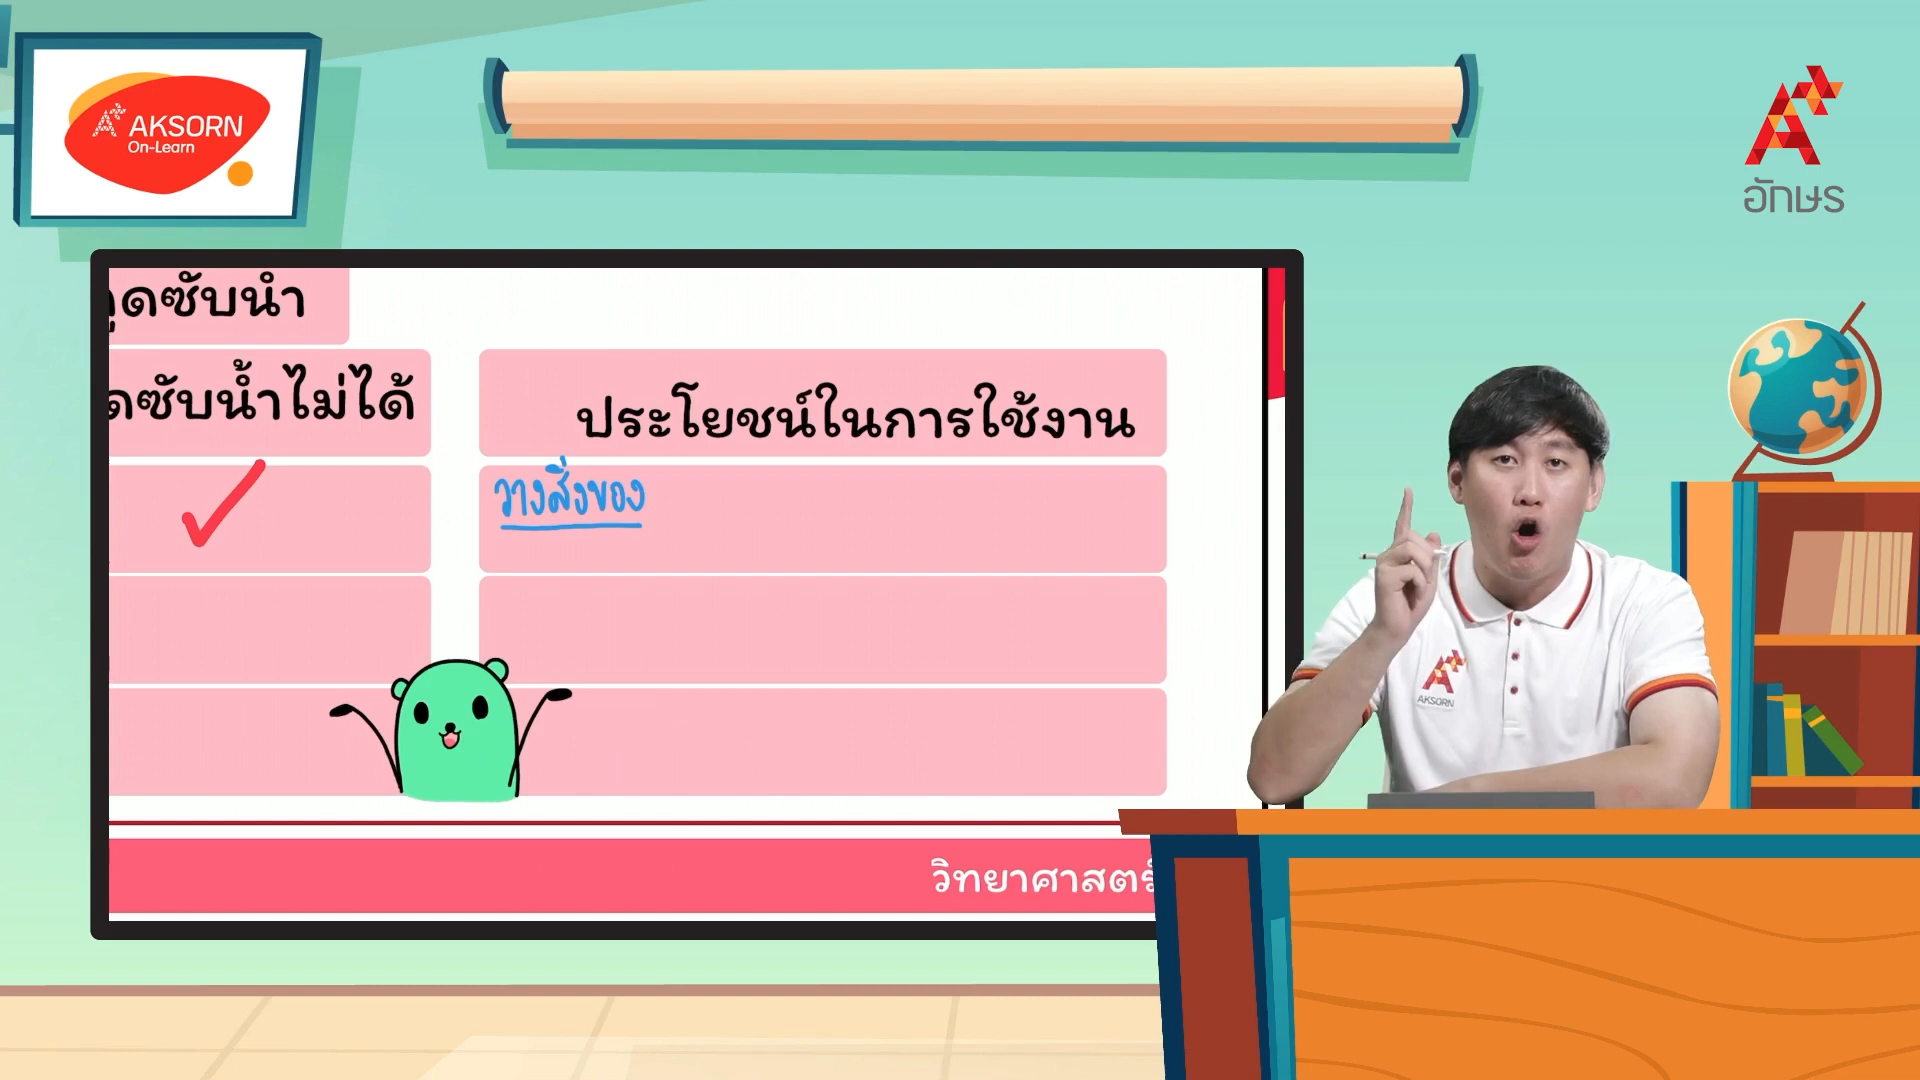 AKSORN
On-Learn
อักษร
ดซับน้ำ
ดซับน้ำไม่ได้
ประโยชน์ในการใช้งาน
วางสิ่งของ
AKSORN
วิทยาศาสตร์